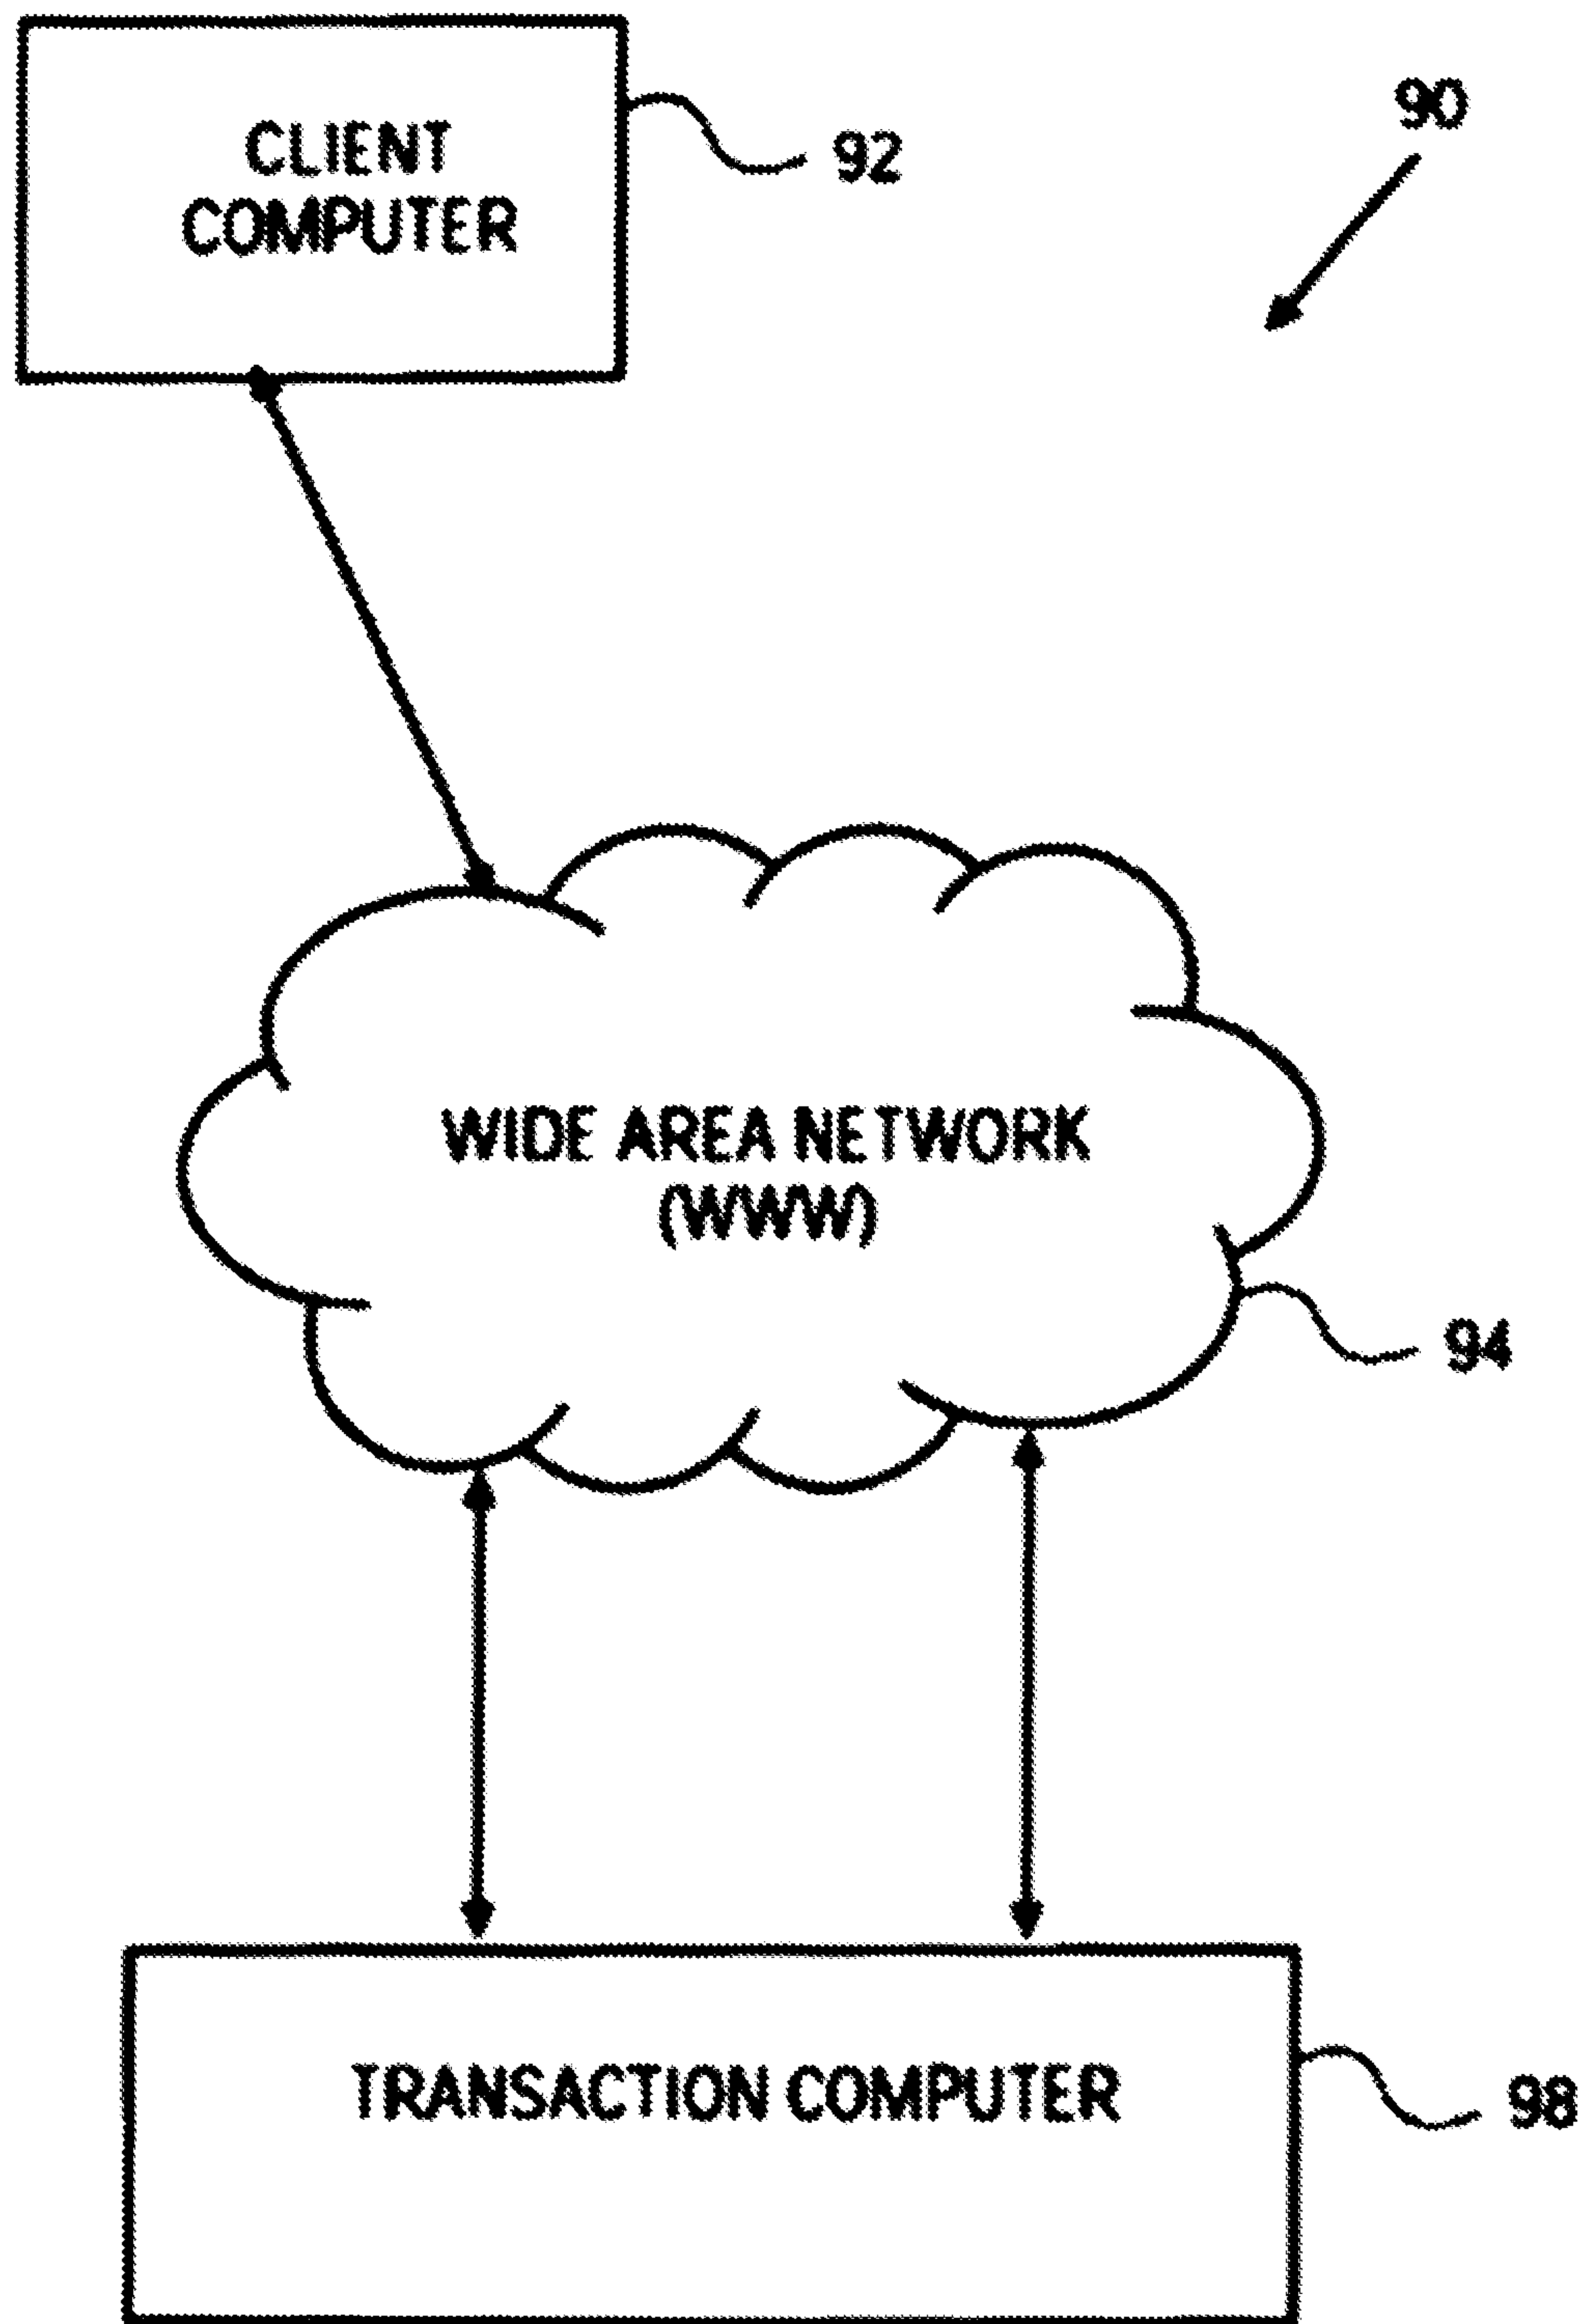 CLIENT
COMPUTER
92
90
WIDE AREA NETWORK
(WWW)
94
TRANSACTION COMPUTER
98